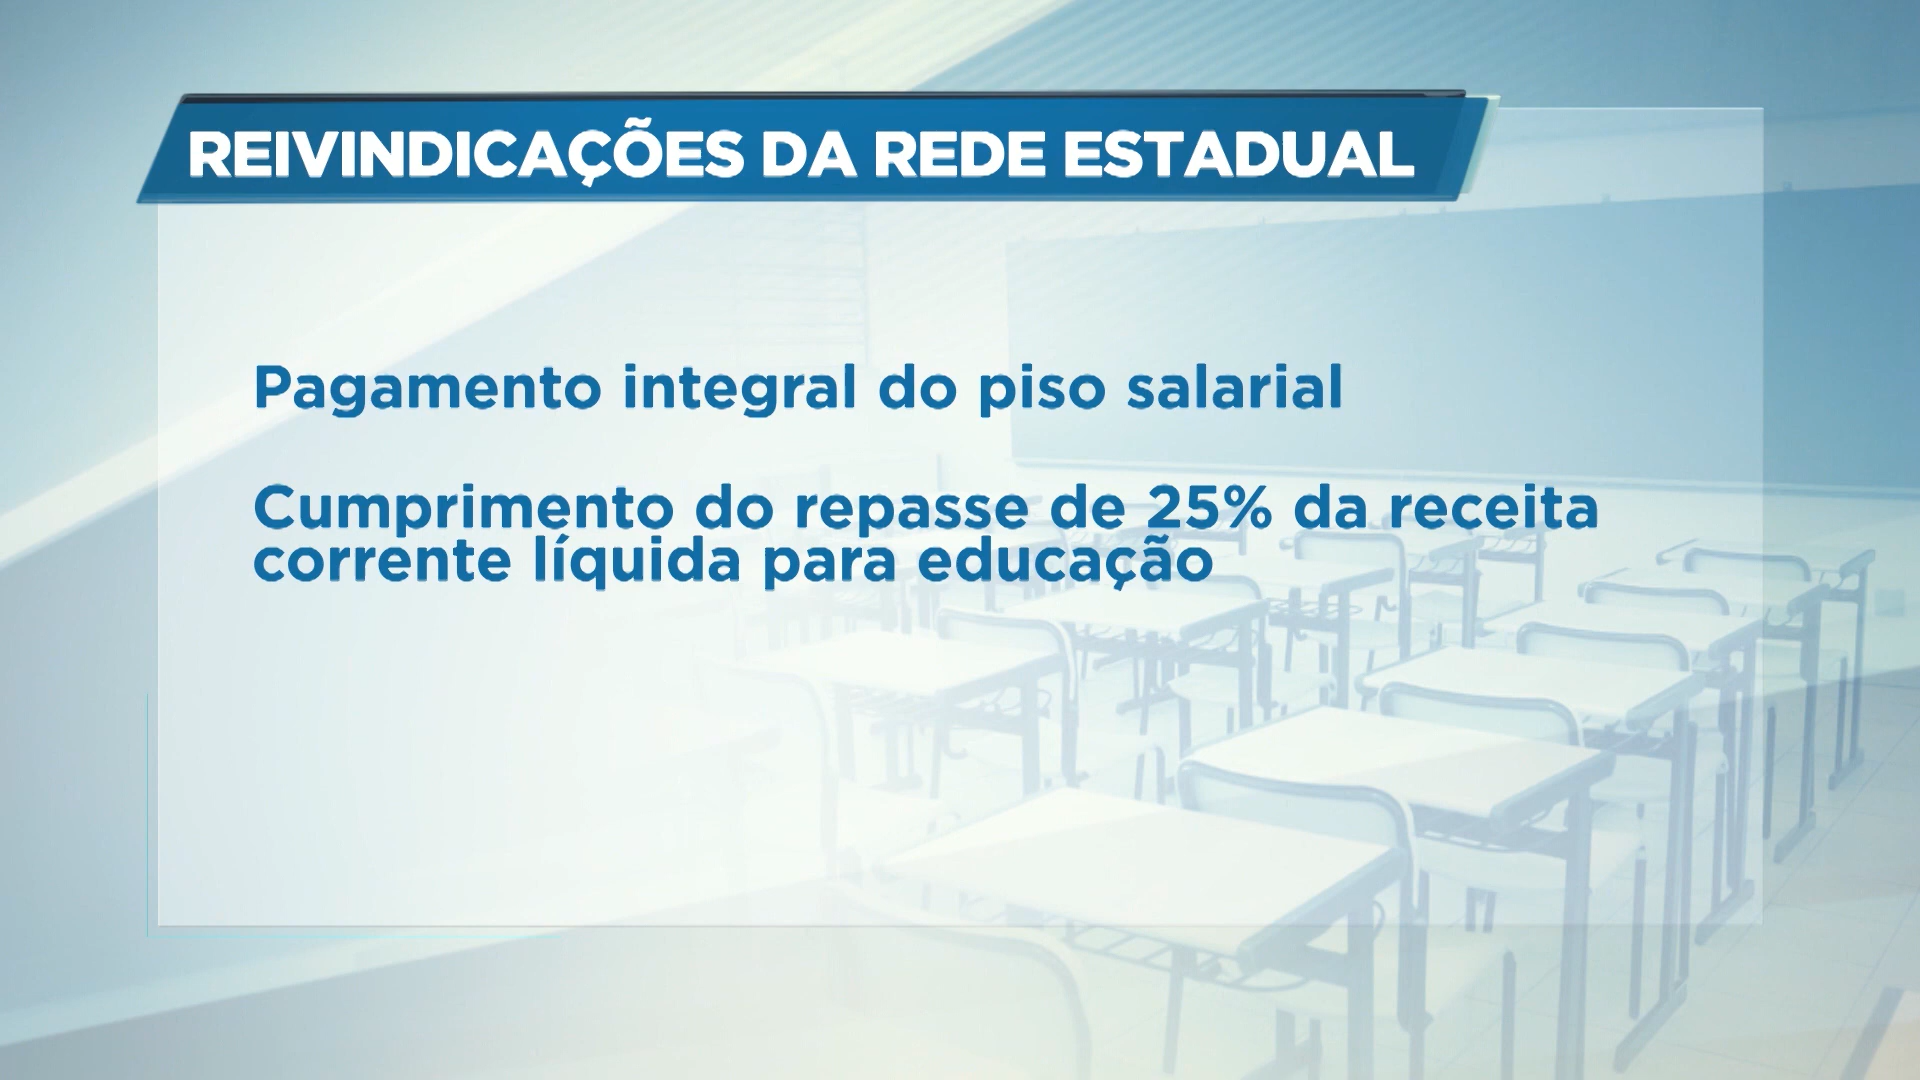 REIVINDICAÇÕES DA REDE ESTADUAL
Pagamento integral do piso salarial
Cumprimento do repasse de 25% da receita
corrente líquida para educação